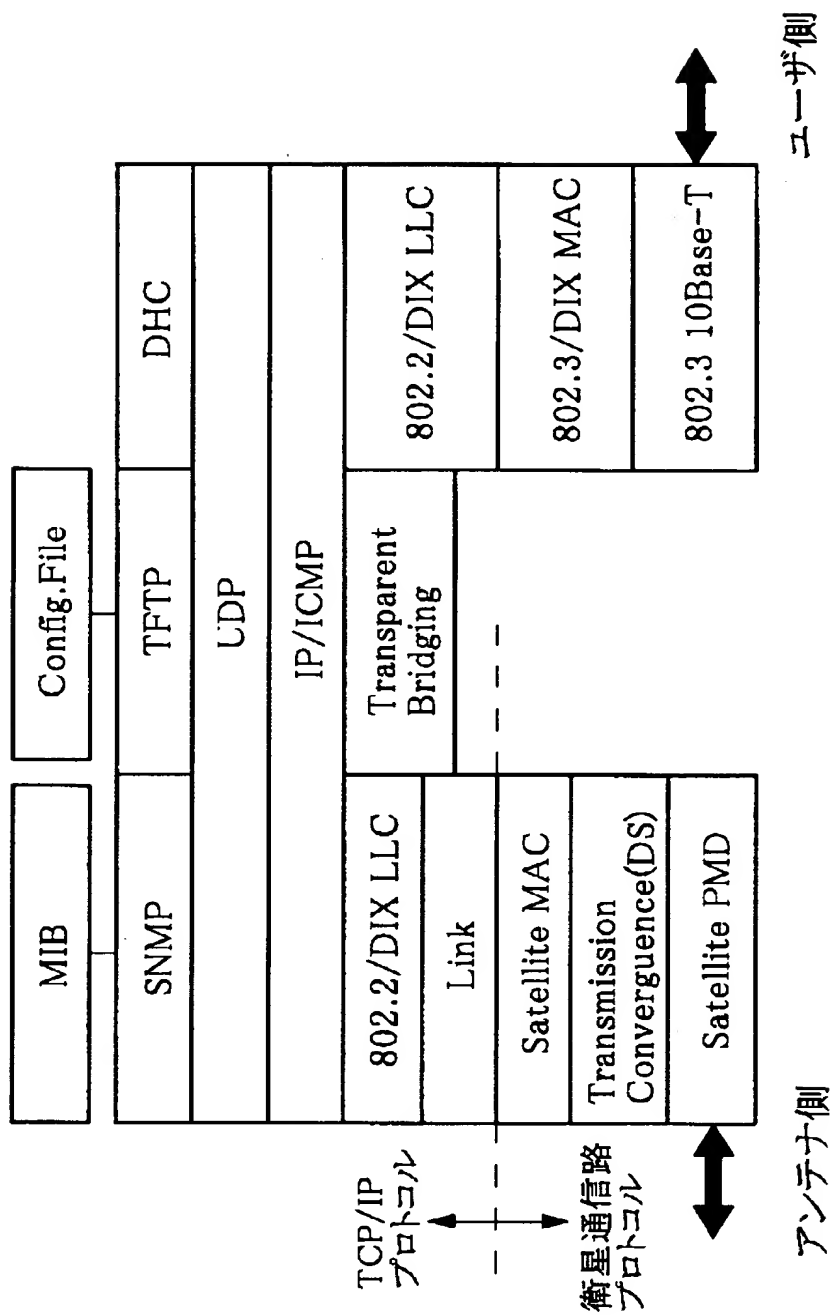 MIB
Config.File
SNMP
TFTP
DHC
UDP
IP/ICMP
802.2/DIX LLC
Transparent
Bridging
802.2/DIX LLC
Link
Satellite MAC
802.3/DIX MAC
Transmission
Converguence(DS)
Satellite PMD
802.3 10Base-T
TCP/IP
プロトコル
衛星通信路
プロトコル
アンテナ側
ユーザ側